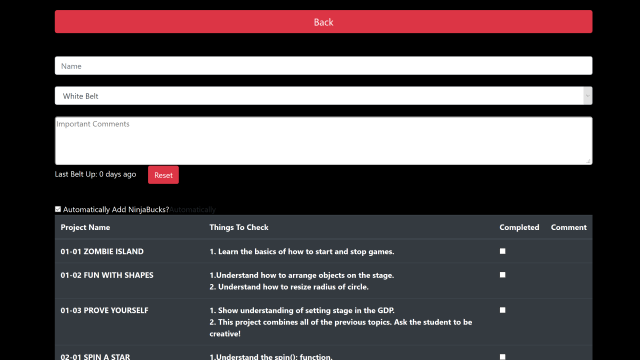 Back
Name
White Belt
Important Comments
Last Belt Up: 0 days ago Reset
Automatically Add NinjaBucks?Automatically
Project Name Things To Check Completed Comment
01-01 ZOMBIE ISLAND 1. Learn the basics of how to start and stop games.
01-02 FUN WITH SHAPES 1.Understand how to arrange objects on the stage.
2. Understand how to resize radius of circle.
01-03 PROVE YOURSELF 1. Show understanding of setting stage in the GDP.
2. This project combines all of the previous topics. Ask the student to be
creative!
02-01 SPIN A STAR 1.Understand the spin(); function.